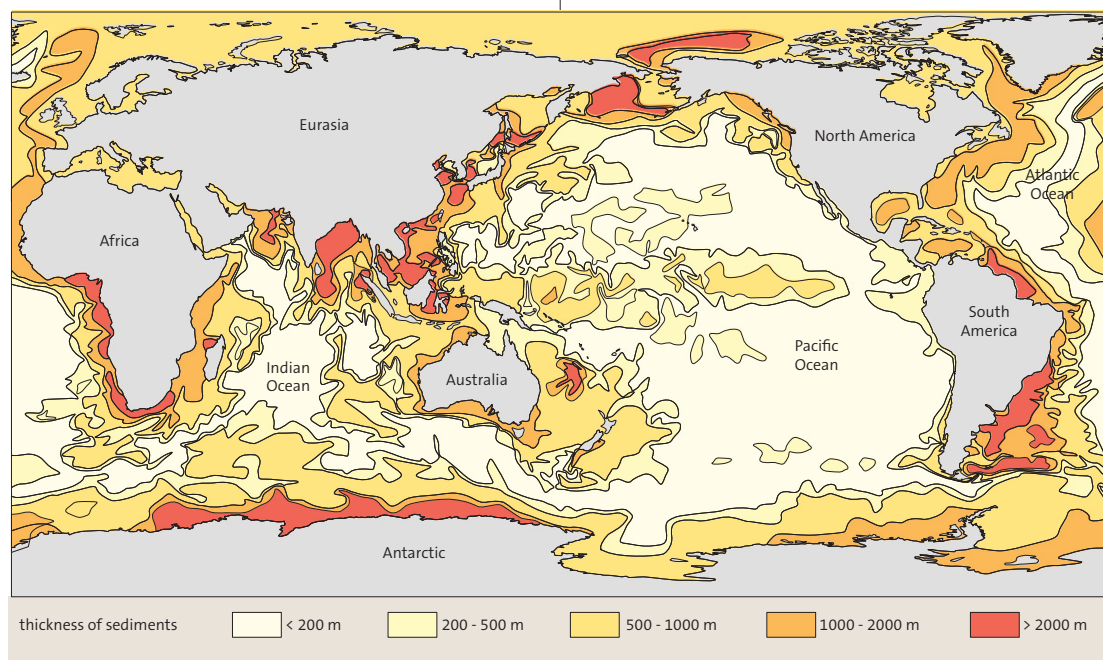 Eurasia
North America
Atlantic
Ocean
Africa
South
America
Pacific
Ocean
Indian
Ocean
Australia
Antarctic
thickness of sediments
< 200 m
200 - 500 m
500 - 1000 m
1000 - 2000 m
> 2000 m